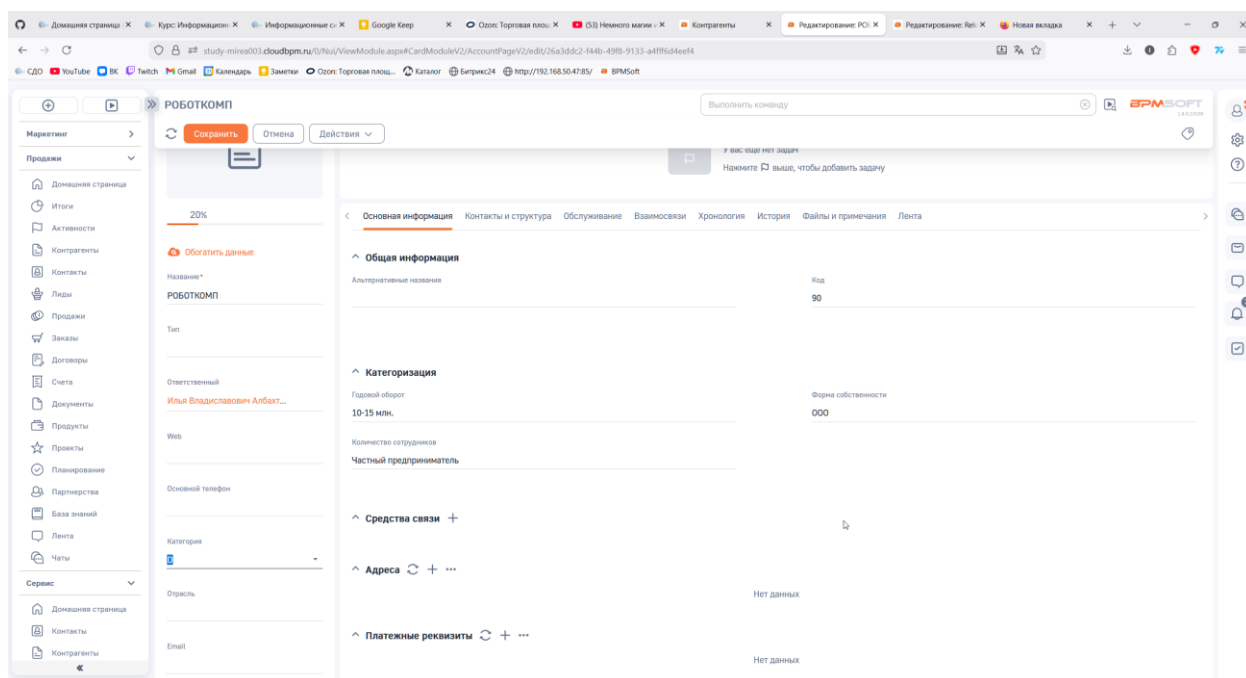 Домашняя страница
Курс: Информацион
Информационные с
Google Keep
Ozon: Торговая площ
(53) Немного магии
Контрагенты
Редактирование: РОБ
Редактирование: Rel
Новая вкладка
study-mirea003.cloudbpm.ru/0/Nui/ViewModule.aspx#CardModuleV2/AccountPageV2/edit/26a3ddc2-f44b-49f8-9133-a4fff6d4eef4
СДО YouTube ВК Twitch Gmail Календарь Заметки Ozon: Торговая площ... Каталог Битрикс24 http://192.168.50.47:85/ BPMSoft
РОБОТКОМП
Выполнить команду
BPMSOFT
Сохранить Отмена Действия
Маркетинг
Продажи
Домашняя страница
Итоги
Активности
Контрагенты
Контакты
Лиды
Продажи
Заказы
Договоры
Счета
Документы
Продукты
Проекты
Планирование
Партнерства
База знаний
Лента
Чаты
Сервис
Домашняя страница
Контакты
Контрагенты
20%
Обогатить данные
Название*
РОБОТКОМП
Тип
Ответственный
Илья Владиславович Албахт...
Web
Основной телефон
Категория
D
Отрасль
Email
У вас еще нет задач
Нажмите выше, чтобы добавить задачу
Основная информация Контакты и структура Обслуживание Взаимосвязи Хронология История Файлы и примечания Лента
Общая информация
Альтернативные названия
Код
90
Категоризация
Годовой оборот
10-15 млн.
Форма собственности
ООО
Количество сотрудников
Частный предприниматель
Средства связи
Адреса
Нет данных
Платежные реквизиты
Нет данных